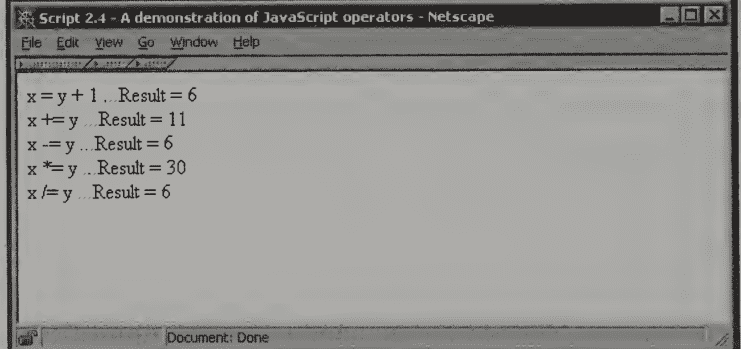 Script 2.4 - A demonstration of JavaScript operators - Netscape
File Edit View Go Window Help
x = y + 1 ...Result = 6
x += y ...Result = 11
x -= y ...Result = 6
x *= y ...Result = 30
x /= y ...Result = 6
Document: Done